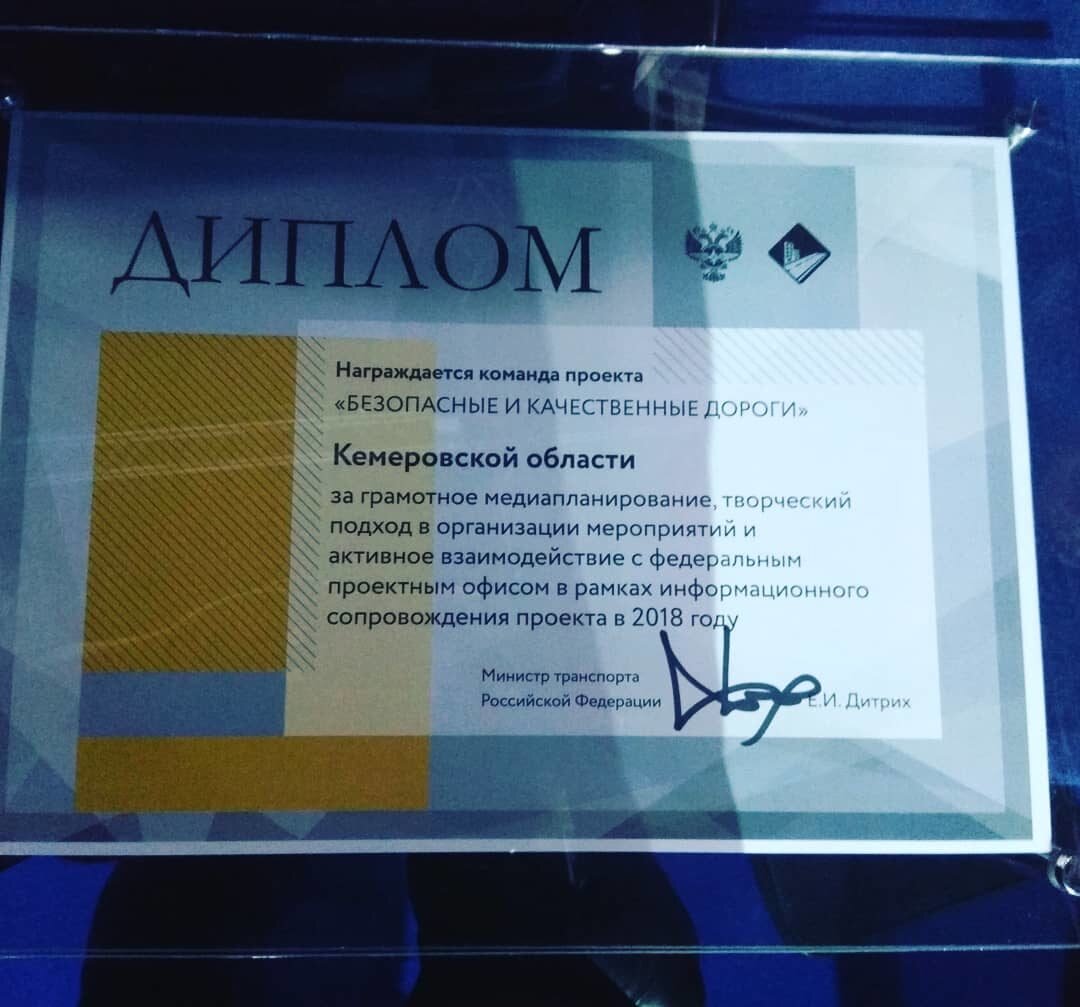 ДИПЛОМ
Награждается команда проекта
«БЕЗОПАСНЫЕ И КАЧЕСТВЕННЫЕ ДОРОГИ»
Кемеровской области
за грамотное медиапланирование, творческий
подход в организации мероприятий и
активное взаимодействие с федеральным
проектным офисом в рамках информационного
сопровождения проекта в 2018 году
Министр транспорта
Российской Федерации Е.И. Дитрих